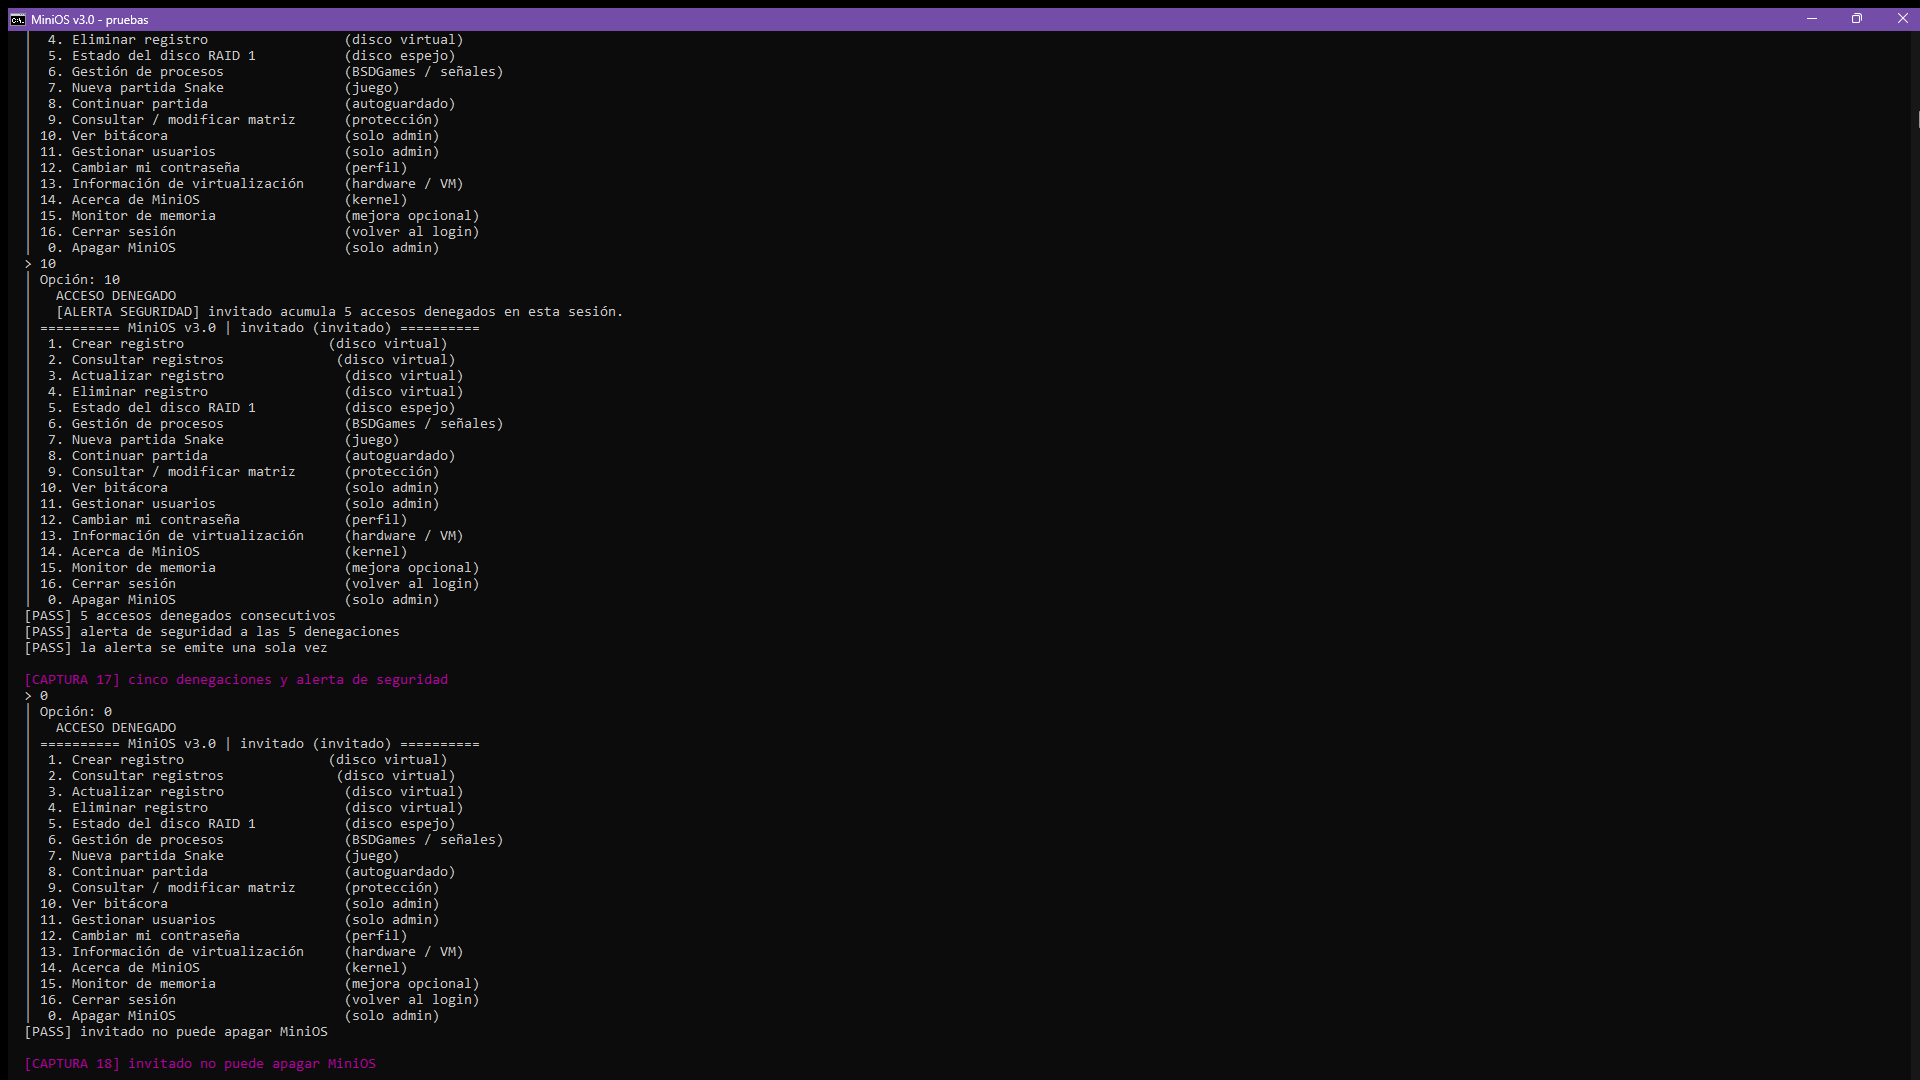 MiniOS v3.0 - pruebas
4. Eliminar registro (disco virtual)
5. Estado del disco RAID 1 (disco espejo)
6. Gestión de procesos (BSDGames / señales)
7. Nueva partida Snake (juego)
8. Continuar partida (autoguardado)
9. Consultar / modificar matriz (protección)
10. Ver bitácora (solo admin)
11. Gestionar usuarios (solo admin)
12. Cambiar mi contraseña (perfil)
13. Información de virtualización (hardware / VM)
14. Acerca de MiniOS (kernel)
15. Monitor de memoria (mejora opcional)
16. Cerrar sesión (volver al login)
0. Apagar MiniOS (solo admin)
> 10
Opción: 10
ACCESO DENEGADO
[ALERTA SEGURIDAD] invitado acumula 5 accesos denegados en esta sesión.
========== MiniOS v3.0 | invitado (invitado) ==========
1. Crear registro (disco virtual)
2. Consultar registros (disco virtual)
3. Actualizar registro (disco virtual)
4. Eliminar registro (disco virtual)
5. Estado del disco RAID 1 (disco espejo)
6. Gestión de procesos (BSDGames / señales)
7. Nueva partida Snake (juego)
8. Continuar partida (autoguardado)
9. Consultar / modificar matriz (protección)
10. Ver bitácora (solo admin)
11. Gestionar usuarios (solo admin)
12. Cambiar mi contraseña (perfil)
13. Información de virtualización (hardware / VM)
14. Acerca de MiniOS (kernel)
15. Monitor de memoria (mejora opcional)
16. Cerrar sesión (volver al login)
0. Apagar MiniOS (solo admin)
[PASS] 5 accesos denegados consecutivos
[PASS] alerta de seguridad a las 5 denegaciones
[PASS] la alerta se emite una sola vez
[CAPTURA 17] cinco denegaciones y alerta de seguridad
> 0
Opción: 0
ACCESO DENEGADO
========== MiniOS v3.0 | invitado (invitado) ==========
1. Crear registro (disco virtual)
2. Consultar registros (disco virtual)
3. Actualizar registro (disco virtual)
4. Eliminar registro (disco virtual)
5. Estado del disco RAID 1 (disco espejo)
6. Gestión de procesos (BSDGames / señales)
7. Nueva partida Snake (juego)
8. Continuar partida (autoguardado)
9. Consultar / modificar matriz (protección)
10. Ver bitácora (solo admin)
11. Gestionar usuarios (solo admin)
12. Cambiar mi contraseña (perfil)
13. Información de virtualización (hardware / VM)
14. Acerca de MiniOS (kernel)
15. Monitor de memoria (mejora opcional)
16. Cerrar sesión (volver al login)
0. Apagar MiniOS (solo admin)
[PASS] invitado no puede apagar MiniOS
[CAPTURA 18] invitado no puede apagar MiniOS